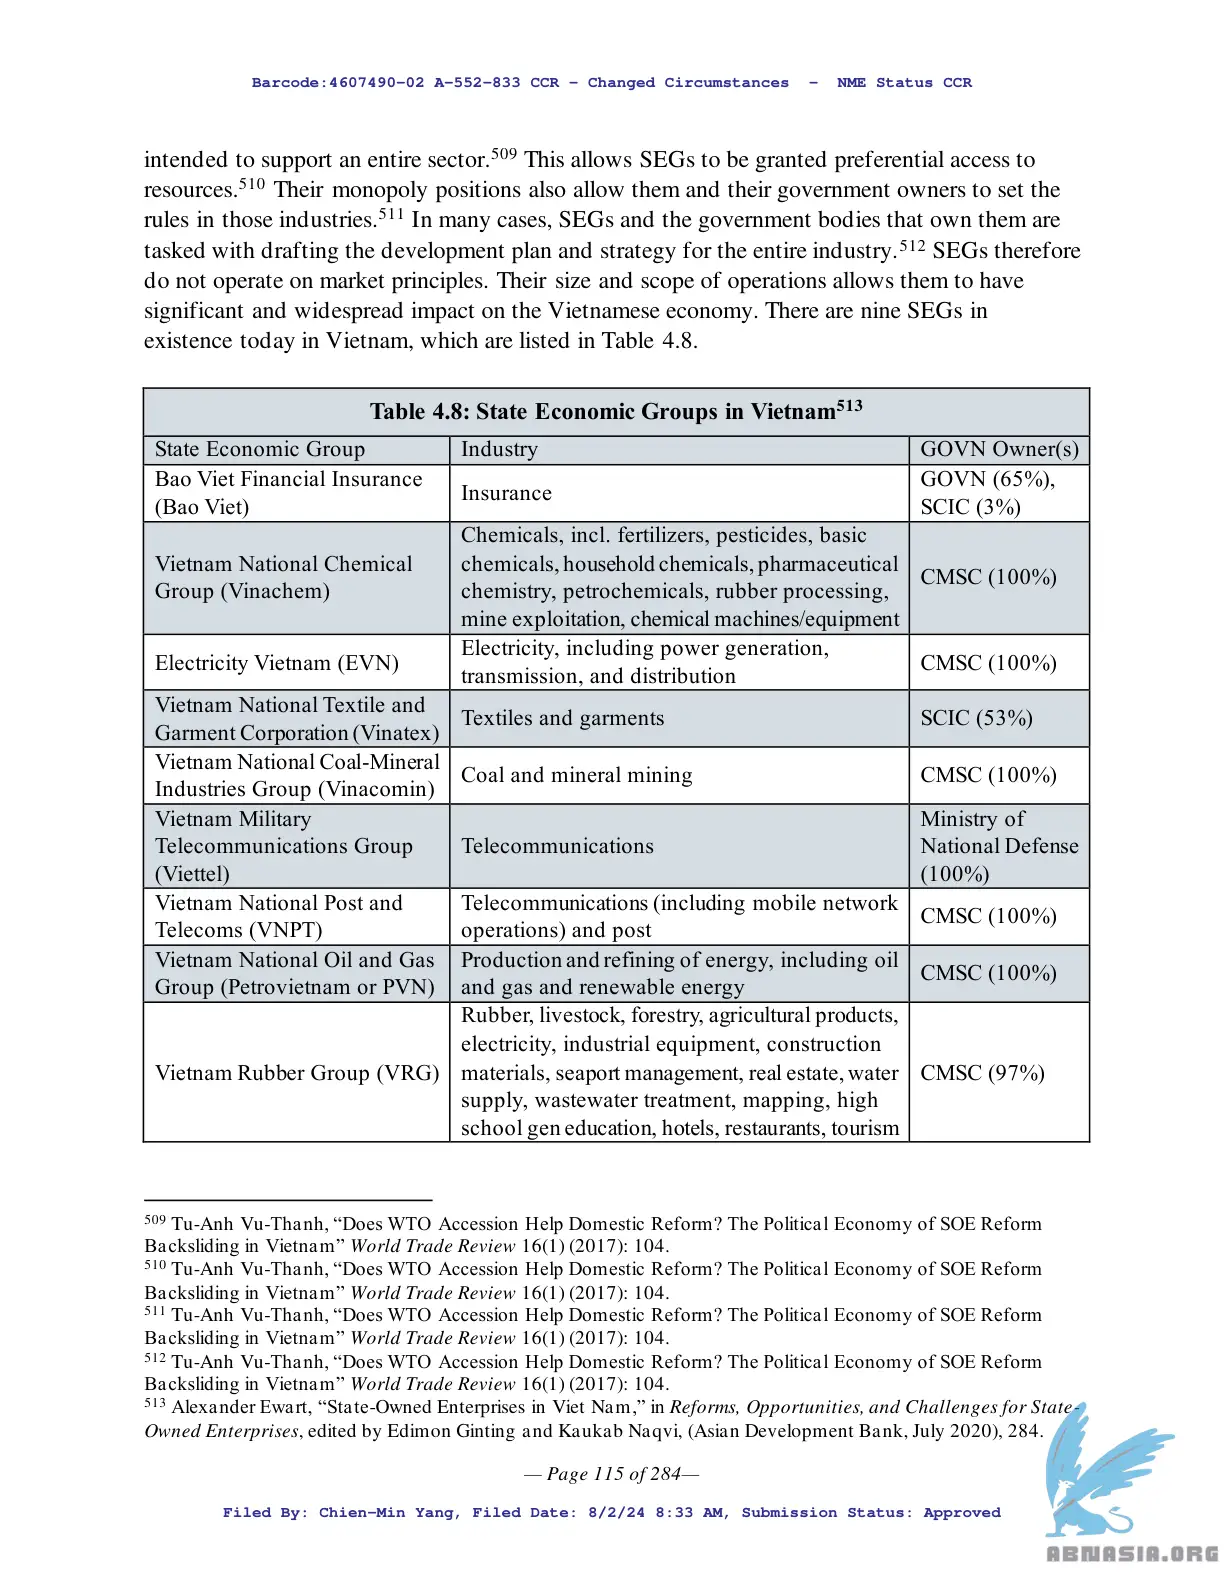 Barcode:4607490-02 A-552-833 CCR - Changed Circumstances - NME Status CCR
intended to support an entire sector.509 This allows SEGs to be granted preferential access to
resources.510 Their monopoly positions also allow them and their government owners to set the
rules in those industries.511 In many cases, SEGs and the government bodies that own them are
tasked with drafting the development plan and strategy for the entire industry.512 SEGs therefore
do not operate on market principles. Their size and scope of operations allows them to have
significant and widespread impact on the Vietnamese economy. There are nine SEGs in
existence today in Vietnam, which are listed in Table 4.8.
Table 4.8: State Economic Groups in Vietnam513
State Economic Group
Industry
GOVN Owner(s)
Bao Viet Financial Insurance
(Bao Viet)
Insurance
GOVN (65%),
SCIC (3%)
Vietnam National Chemical
Group (Vinachem)
Chemicals, incl. fertilizers, pesticides, basic
chemicals, household chemicals, pharmaceutical
chemistry, petrochemicals, rubber processing,
mine exploitation, chemical machines/equipment
CMSC (100%)
Electricity Vietnam (EVN)
Electricity, including power generation,
transmission, and distribution
CMSC (100%)
Vietnam National Textile and
Garment Corporation (Vinatex)
Textiles and garments
SCIC (53%)
Vietnam National Coal-Mineral
Industries Group (Vinacomin)
Coal and mineral mining
CMSC (100%)
Vietnam Military
Telecommunications Group
(Viettel)
Telecommunications
Ministry of
National Defense
(100%)
Vietnam National Post and
Telecoms (VNPT)
Telecommunications (including mobile network
operations) and post
CMSC (100%)
Vietnam National Oil and Gas
Group (Petrovietnam or PVN)
Production and refining of energy, including oil
and gas and renewable energy
CMSC (100%)
Vietnam Rubber Group (VRG)
Rubber, livestock, forestry, agricultural products,
electricity, industrial equipment, construction
materials, seaport management, real estate, water
supply, wastewater treatment, mapping, high
school gen education, hotels, restaurants, tourism
CMSC (97%)
509 Tu-Anh Vu-Thanh, “Does WTO Accession Help Domestic Reform? The Political Economy of SOE Reform
Backsliding in Vietnam” World Trade Review 16(1) (2017): 104.
510 Tu-Anh Vu-Thanh, “Does WTO Accession Help Domestic Reform? The Political Economy of SOE Reform
Backsliding in Vietnam” World Trade Review 16(1) (2017): 104.
511 Tu-Anh Vu-Thanh, “Does WTO Accession Help Domestic Reform? The Political Economy of SOE Reform
Backsliding in Vietnam” World Trade Review 16(1) (2017): 104.
512 Tu-Anh Vu-Thanh, “Does WTO Accession Help Domestic Reform? The Political Economy of SOE Reform
Backsliding in Vietnam” World Trade Review 16(1) (2017): 104.
513 Alexander Ewart, “State-Owned Enterprises in Viet Nam,” in Reforms, Opportunities, and Challenges for State-
Owned Enterprises, edited by Edimon Ginting and Kaukab Naqvi, (Asian Development Bank, July 2020), 284.
— Page 115 of 284—
Filed By: Chien-Min Yang, Filed Date: 8/2/24 8:33 AM, Submission Status: Approved
ABNASIA.ORG